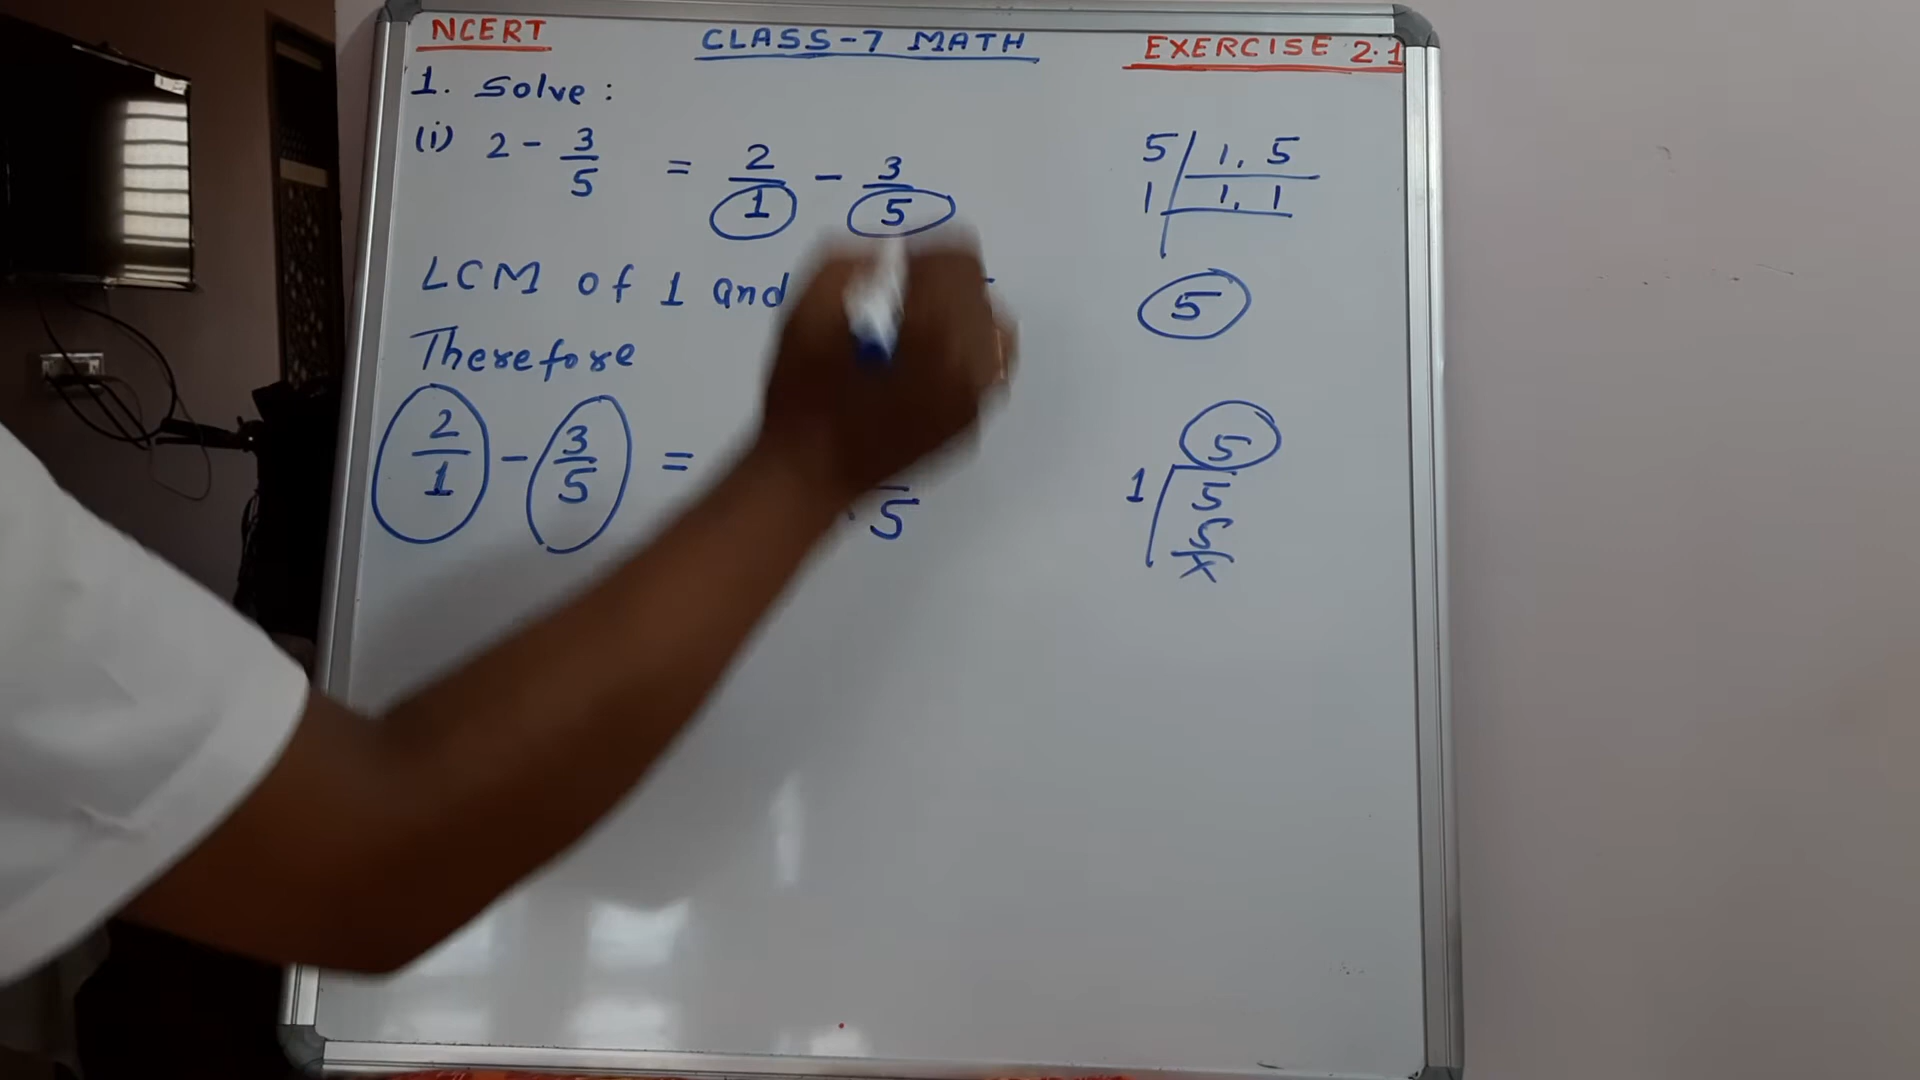 NCERT CLASS-7 MATH EXERCISE 2.1
1. Solve :
(i) 2 - 3/5 = 2/1 - 3/5
5 1, 5
1 1, 1
LCM of 1 and
5
Therefore
2/1 - 3/5 =
5
5
1 5
5
x